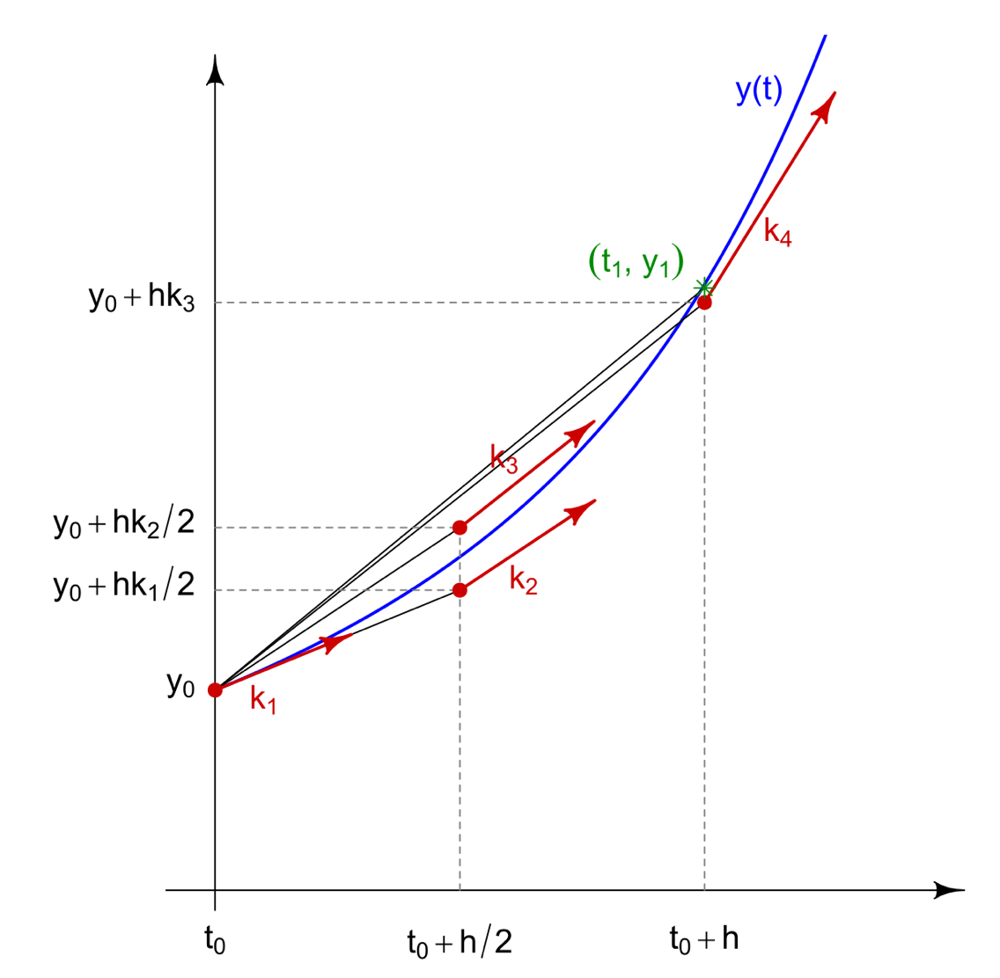 y(t)
k₄
(t₁, y₁)
y₀ + hk₃
k₃
y₀ + hk₂/2
y₀ + hk₁/2
k₂
y₀
k₁
t₀
t₀ + h/2
t₀ + h